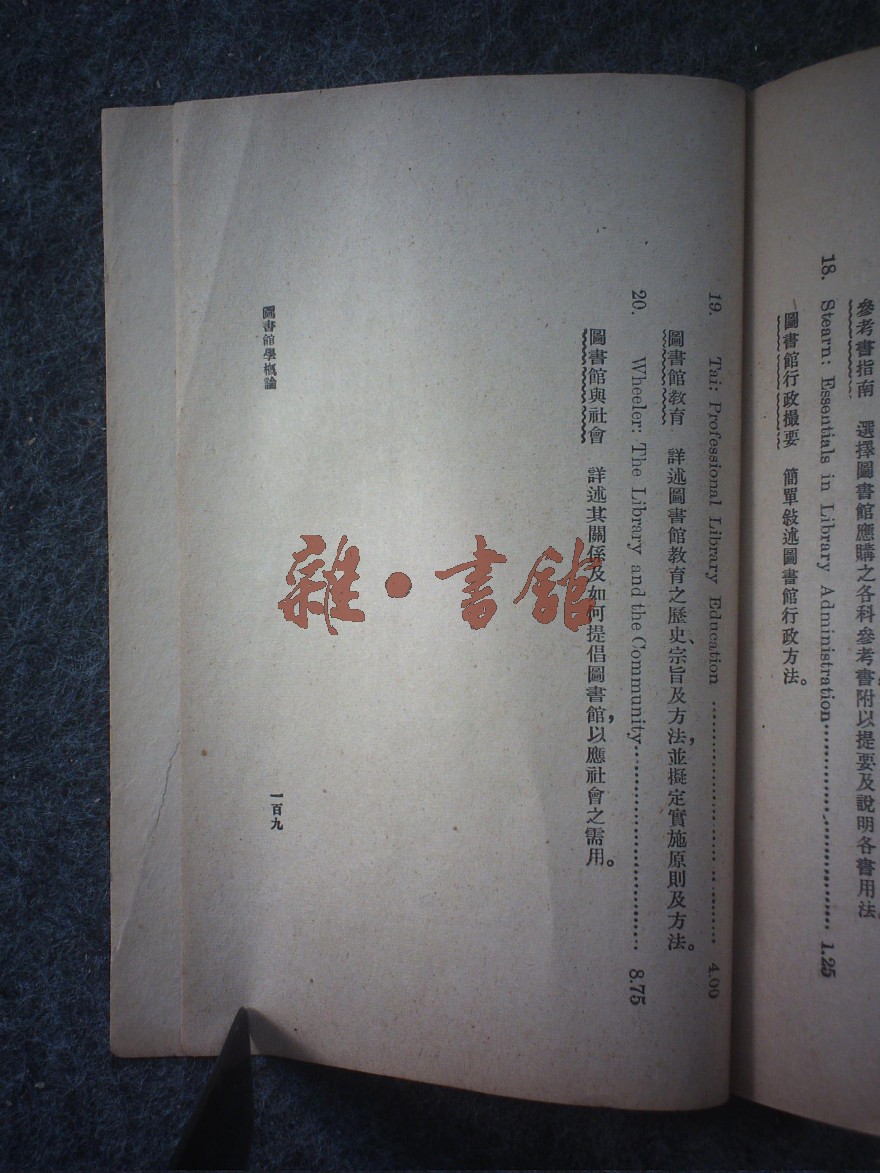 參考書指南　選擇圖書館應購之各科參考書附以提要及說明各書用法。
18. Stearn: Essentials in Library Administration 1.25
圖書館行政撮要　簡單敍述圖書館行政方法。
19. Tai: Professional Library Education 4.00
圖書館教育　詳述圖書館教育之歷史、宗旨及方法，並擬定實施原則及方法。
20. Wheeler: The Library and the Community 8.75
圖書館與社會　詳述其關係及如何提倡圖書館，以應社會之需用。
圖書館學概論
一百九
雜·書館